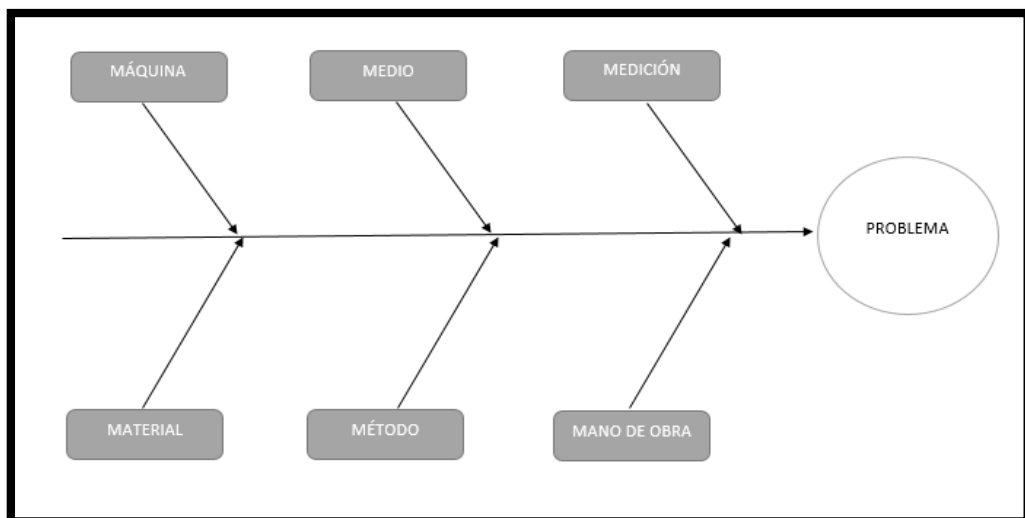 MÁQUINA
MEDIO
MEDICIÓN
PROBLEMA
MATERIAL
MÉTODO
MANO DE OBRA